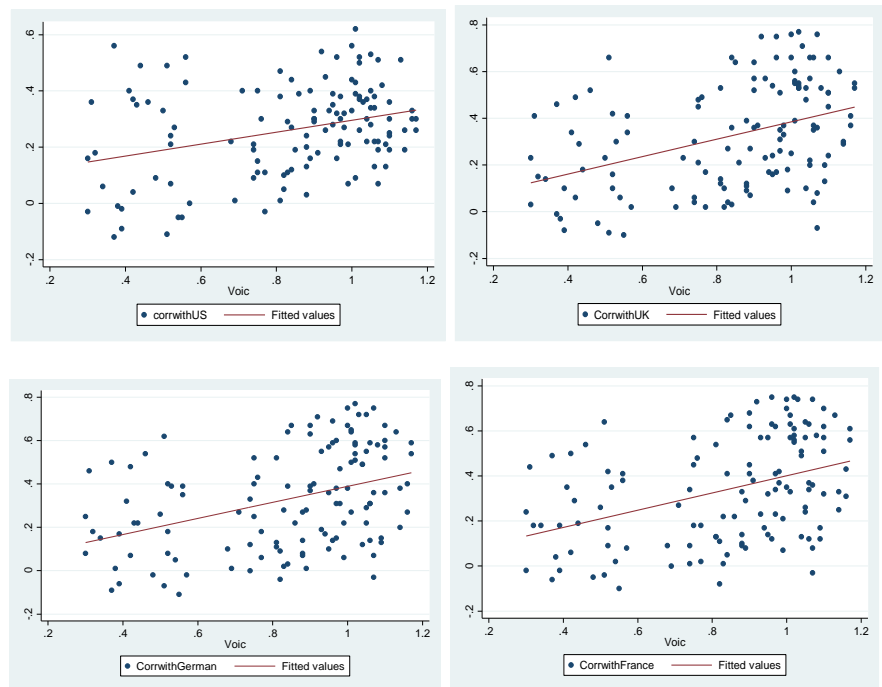 .6
.4
.2
0
-.2
.2 .4 .6 .8 1 1.2
Voic
corrwithUS Fitted values
.8
.6
.4
.2
0
-.2
.2 .4 .6 .8 1 1.2
Voic
CorrwithUK Fitted values
.8
.6
.4
.2
0
-.2
.2 .4 .6 .8 1 1.2
Voic
CorrwithGerman Fitted values
.8
.6
.4
.2
0
-.2
.2 .4 .6 .8 1 1.2
Voic
CorrwithFrance Fitted values